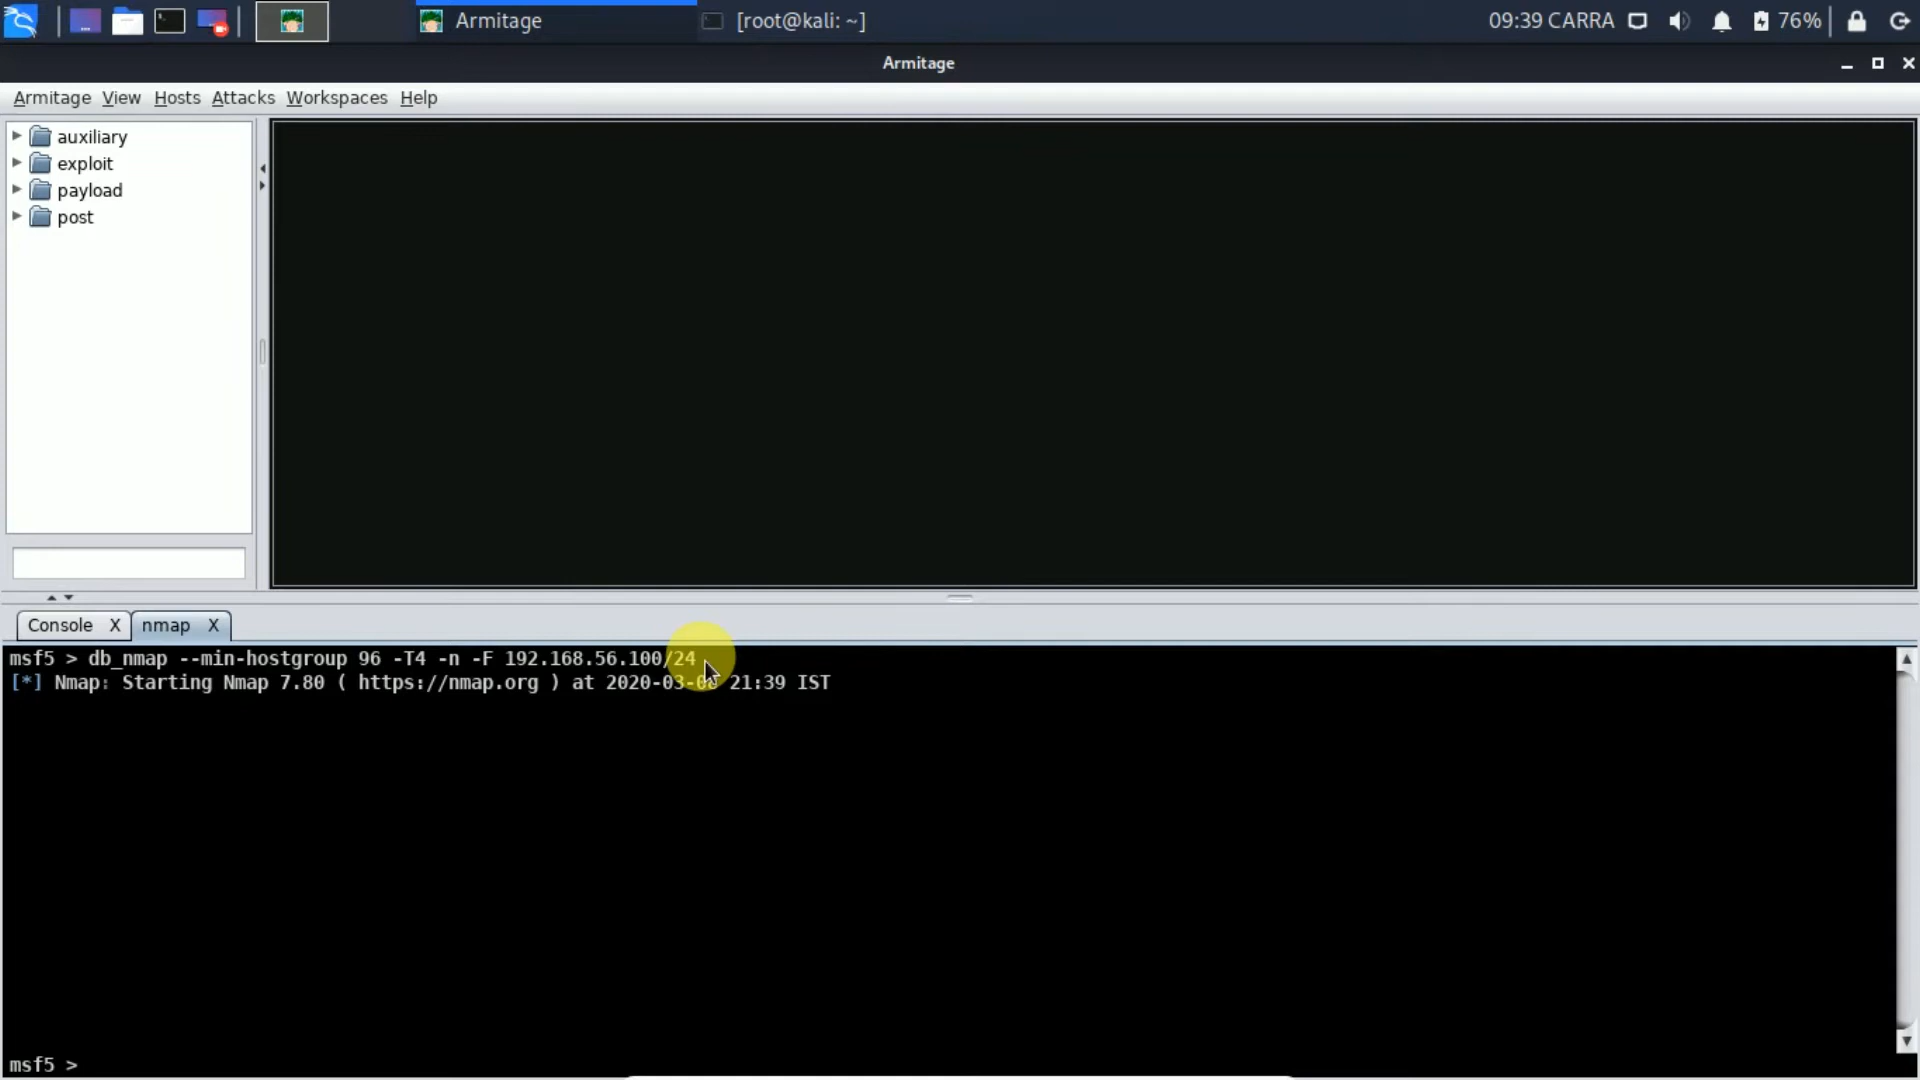 Armitage
[root@kali: ~]
09:39 CARRA
76%
Armitage
Armitage View Hosts Attacks Workspaces Help
auxiliary
exploit
payload
post
Console X nmap X
msf5 > db_nmap --min-hostgroup 96 -T4 -n -F 192.168.56.100/24
[*] Nmap: Starting Nmap 7.80 ( https://nmap.org ) at 21:39 IST
msf5 >